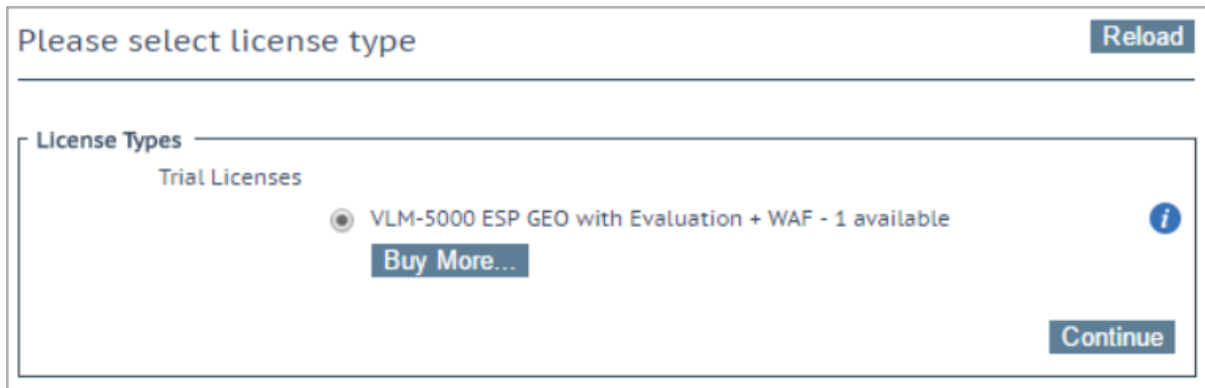 Please select license type
Reload
License Types
Trial Licenses
VLM-5000 ESP GEO with Evaluation + WAF - 1 available
i
Buy More...
Continue